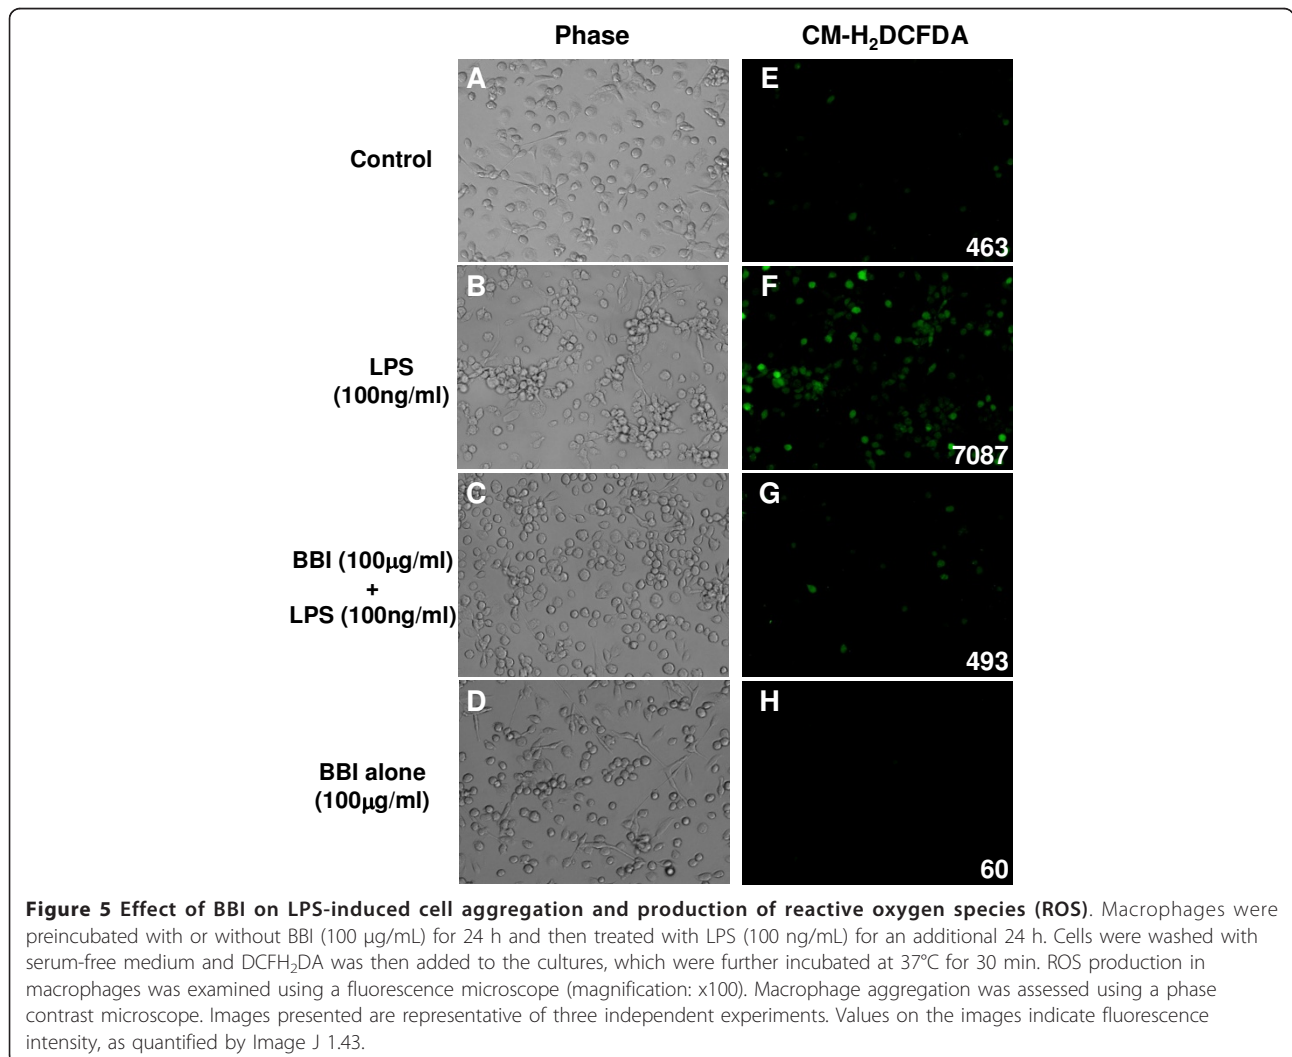 Phase CM-H₂DCFDA
Control
A
E
463
LPS
(100ng/ml)
B
F
7087
BBI (100µg/ml)
+
LPS (100ng/ml)
C
G
493
BBI alone
(100µg/ml)
D
H
60
Figure 5 Effect of BBI on LPS-induced cell aggregation and production of reactive oxygen species (ROS). Macrophages were
preincubated with or without BBI (100 µg/mL) for 24 h and then treated with LPS (100 ng/mL) for an additional 24 h. Cells were washed with
serum-free medium and DCFH₂DA was then added to the cultures, which were further incubated at 37°C for 30 min. ROS production in
macrophages was examined using a fluorescence microscope (magnification: x100). Macrophage aggregation was assessed using a phase
contrast microscope. Images presented are representative of three independent experiments. Values on the images indicate fluorescence
intensity, as quantified by Image J 1.43.